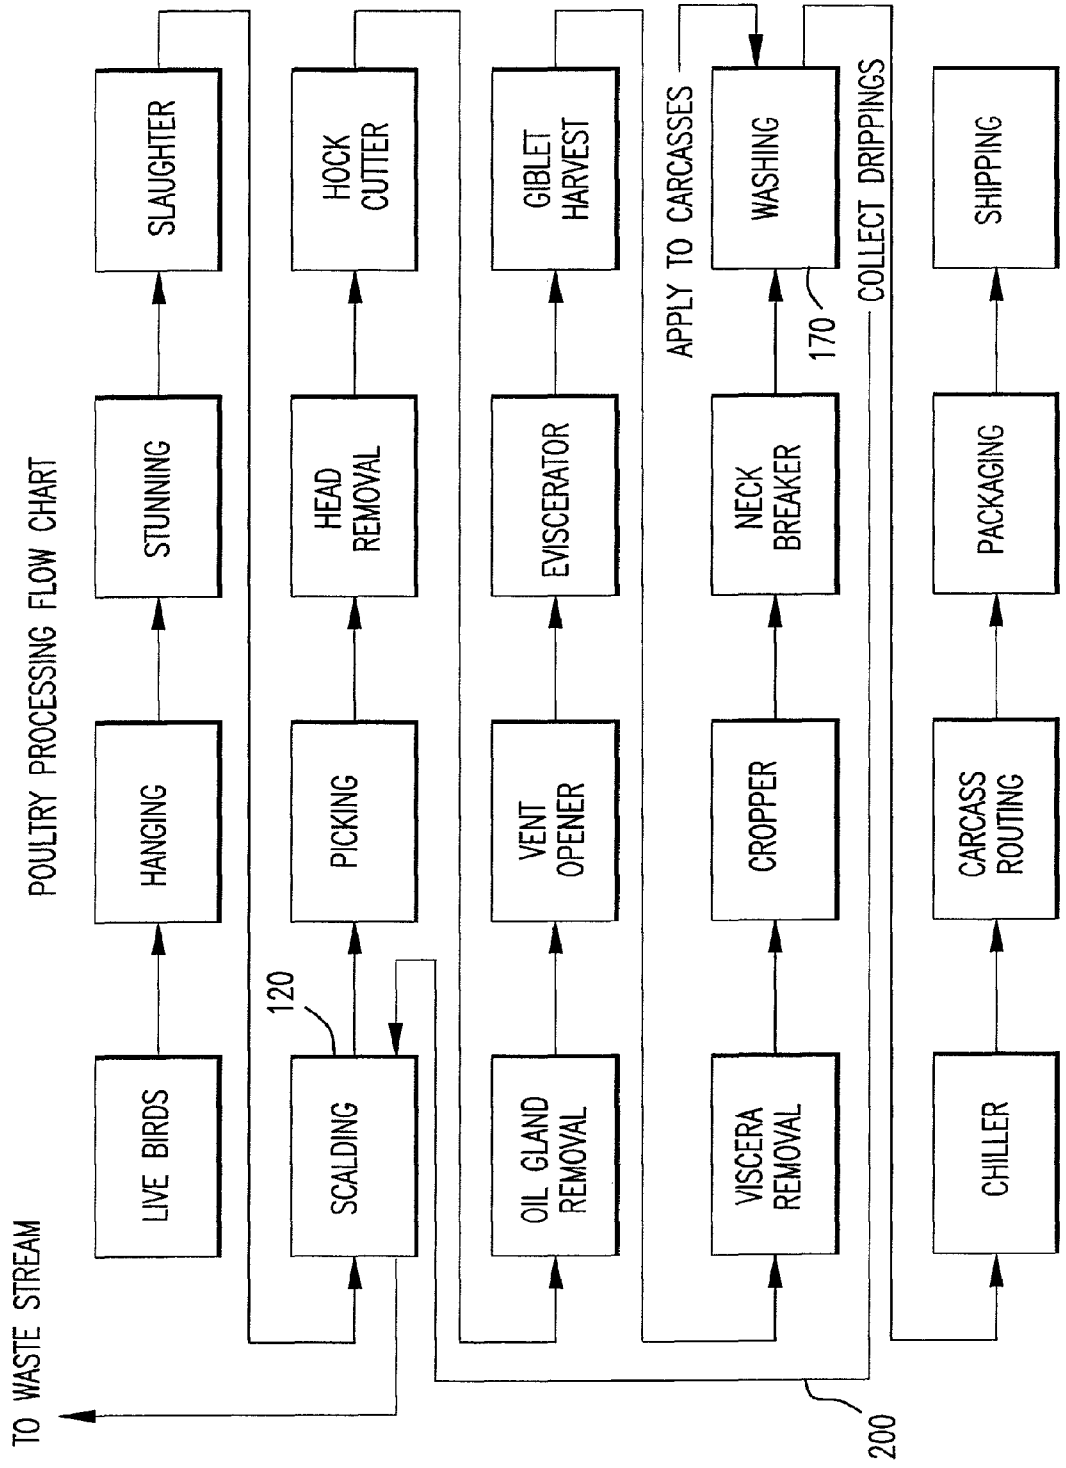 POULTRY PROCESSING FLOW CHART
TO WASTE STREAM
LIVE BIRDS
HANGING
STUNNING
SLAUGHTER
120
SCALDING
PICKING
HEAD
REMOVAL
HOCK
CUTTER
OIL GLAND
REMOVAL
VENT
OPENER
EVISCERATOR
GIBLET
HARVEST
APPLY TO CARCASSES
VISCERA
REMOVAL
CROPPER
NECK
BREAKER
WASHING
170
COLLECT DRIPPINGS
200
CHILLER
CARCASS
ROUTING
PACKAGING
SHIPPING